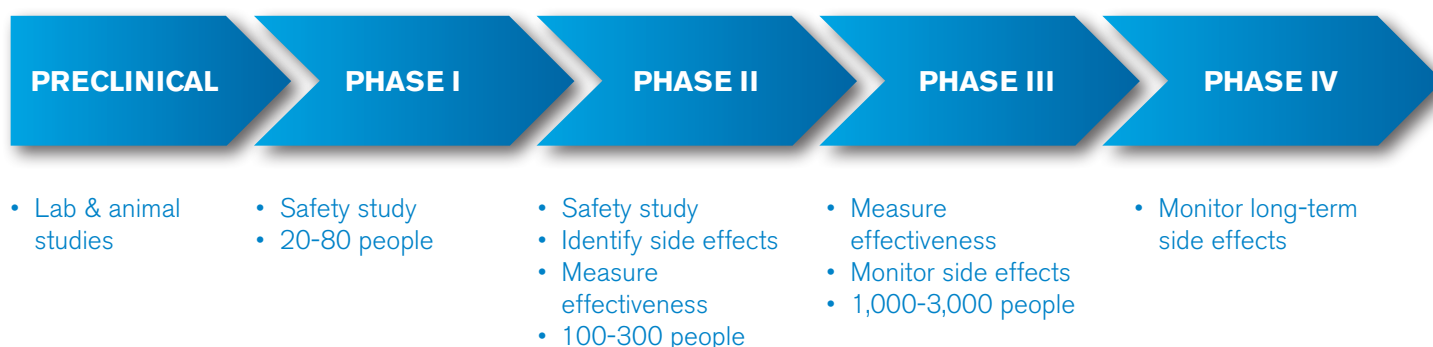 PRECLINICAL
PHASE I
PHASE II
PHASE III
PHASE IV
• Lab & animal
studies
• Safety study
• 20-80 people
• Safety study
• Identify side effects
• Measure
effectiveness
• 100-300 people
• Measure
effectiveness
• Monitor side effects
• 1,000-3,000 people
• Monitor long-term
side effects